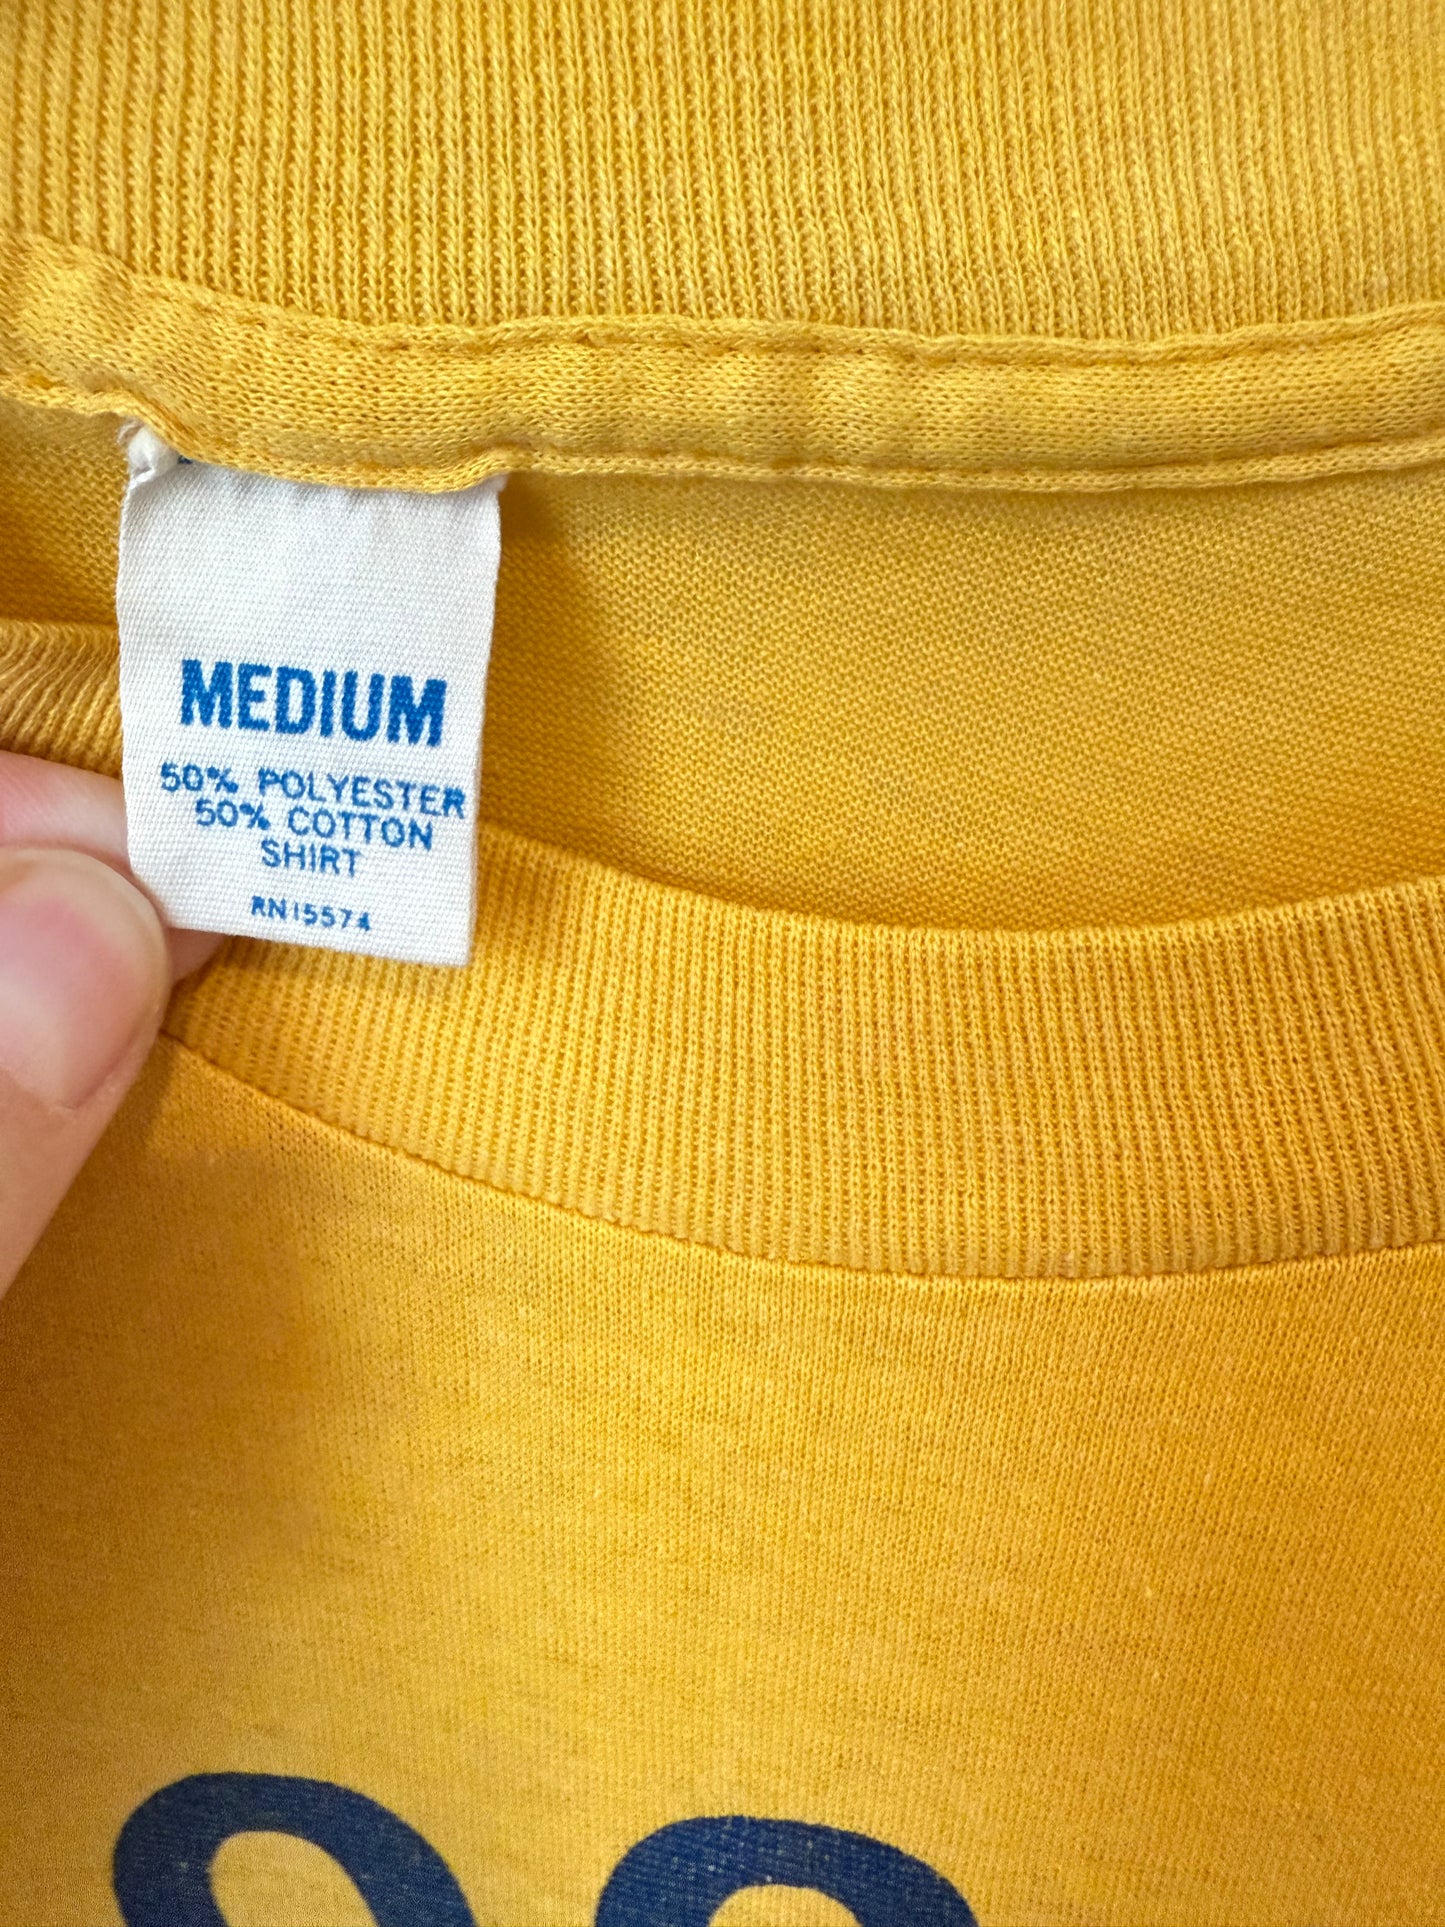 MEDIUM
50% POLYESTER
50% COTTON
SHIRT
RN15574